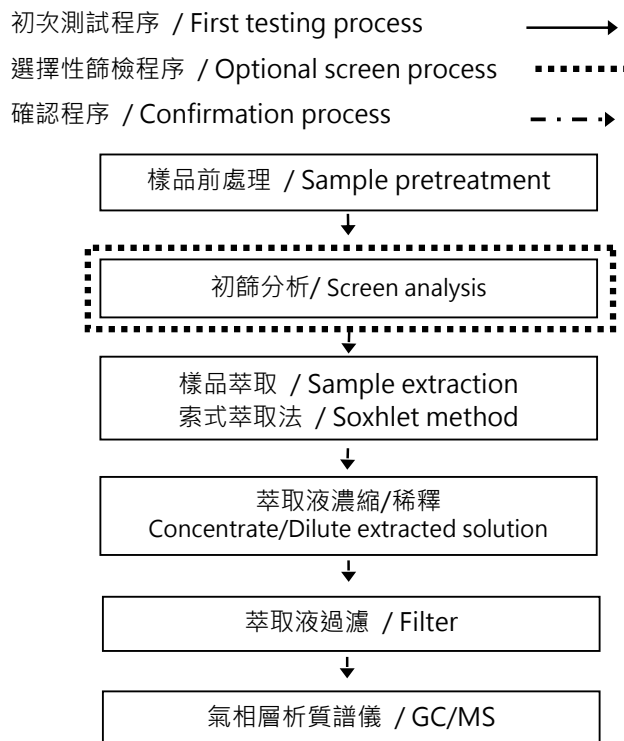 初次測試程序 / First testing process
選擇性篩檢程序 / Optional screen process
確認程序 / Confirmation process
樣品前處理 / Sample pretreatment
初篩分析/ Screen analysis
樣品萃取 / Sample extraction
索式萃取法 / Soxhlet method
萃取液濃縮/稀釋
Concentrate/Dilute extracted solution
萃取液過濾 / Filter
氣相層析質譜儀 / GC/MS